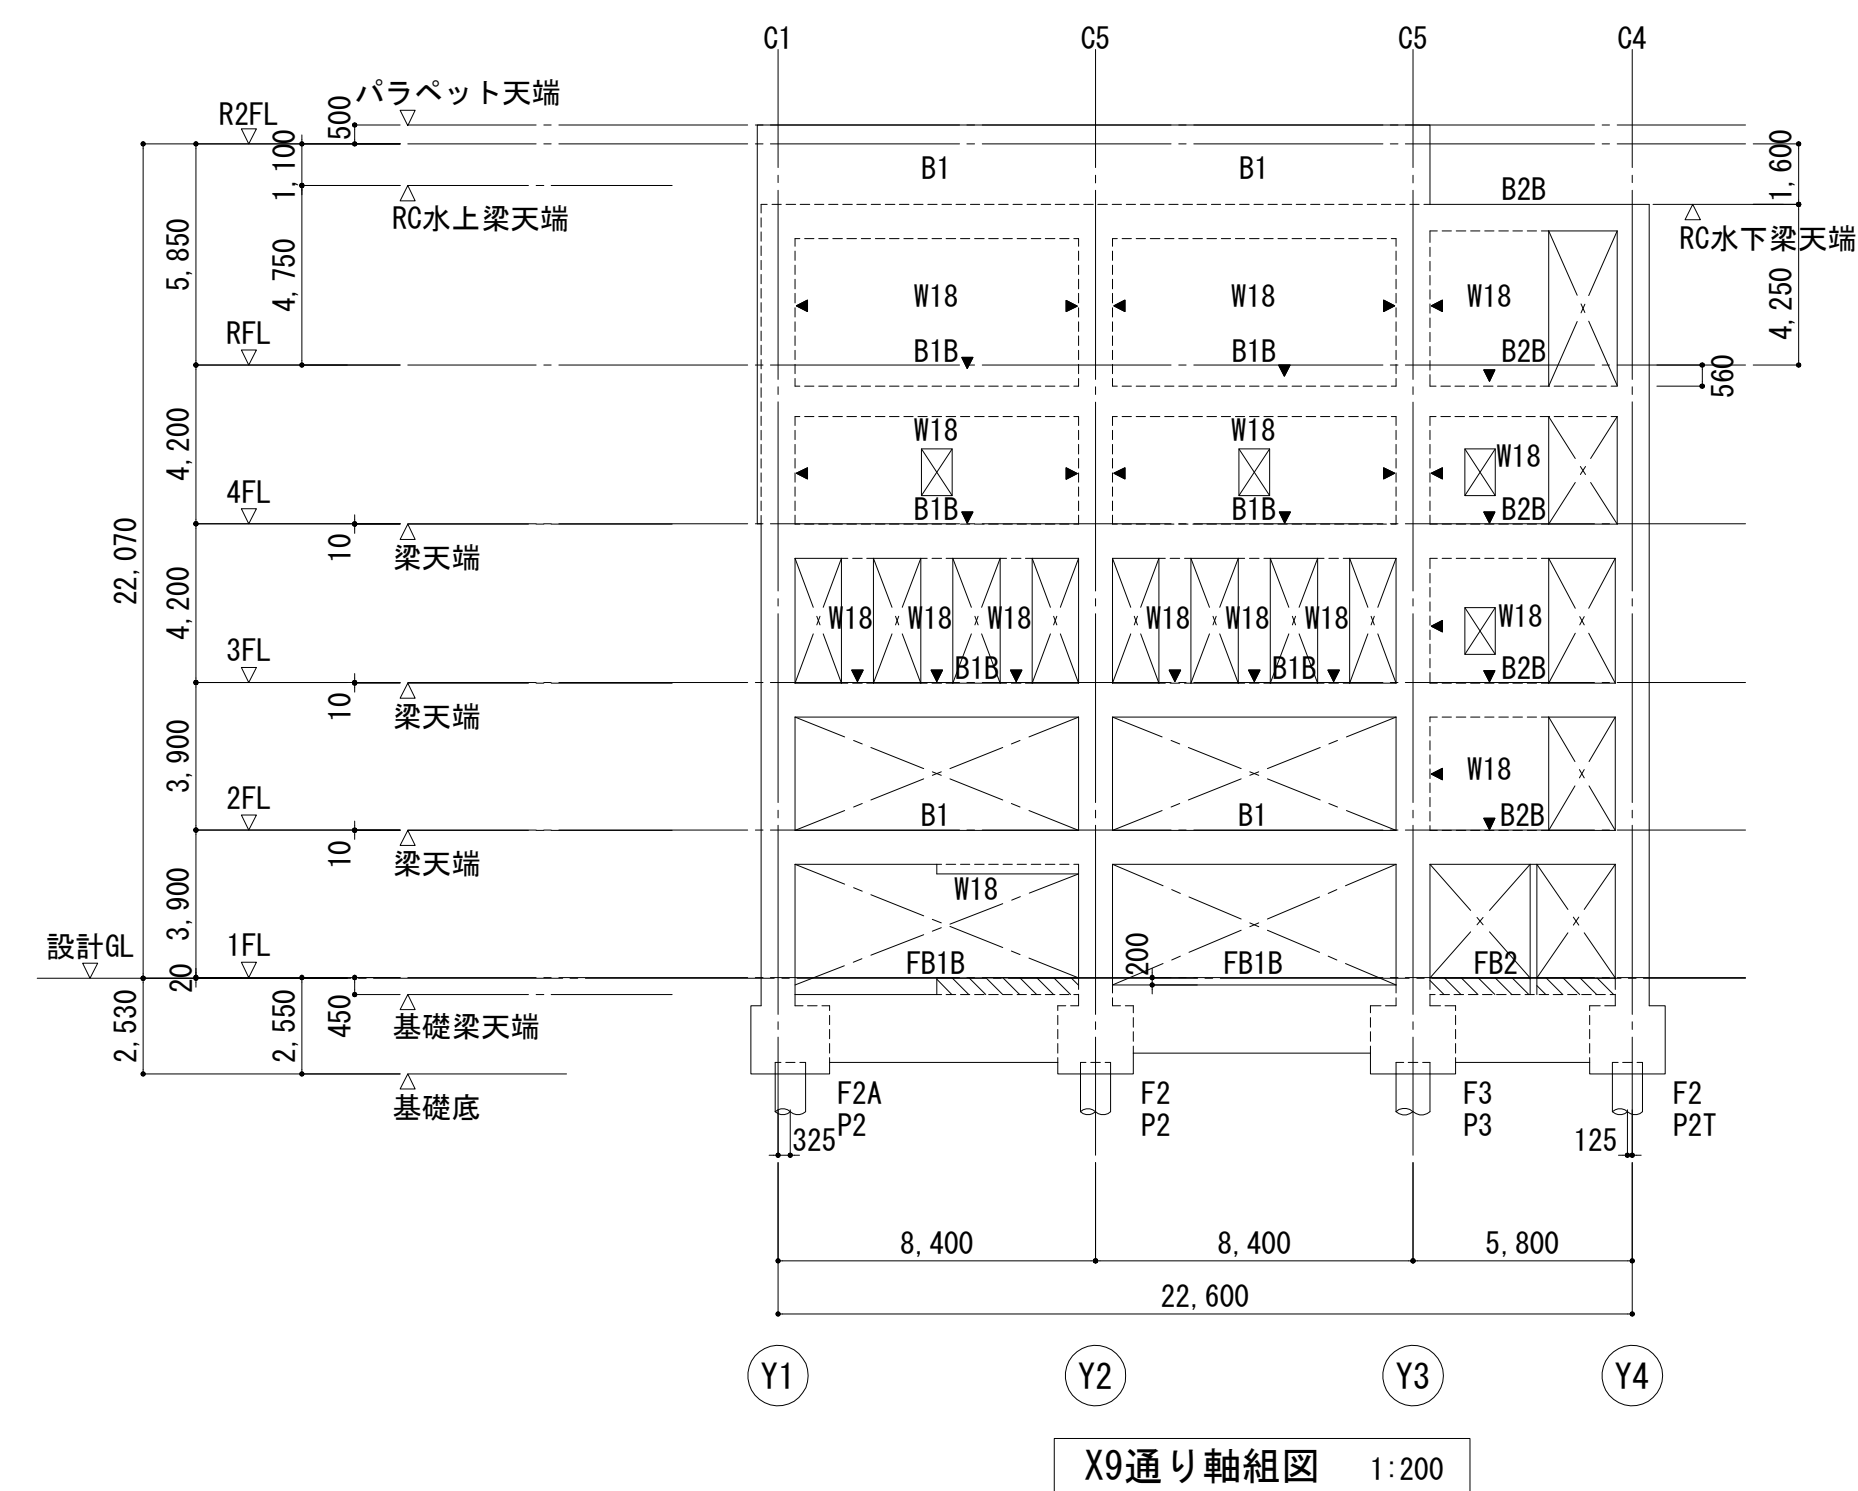 C1 C5 C5 C4
パラペット天端
R2FL
500
1,100
B1 B1 B2B
1,600
RC水上梁天端
RC水下梁天端
5,850
4,750
4,250
W18 W18 W18
RFL
B1B B1B B2B
560
4,200
W18 W18 W18
4FL
B1B B1B B2B
10
梁天端
22,070
4,200
W18 W18 W18 W18 W18 W18 W18
3FL
B1B B1B B2B
10
梁天端
3,900
W18
2FL
B1 B1 B2B
10
梁天端
3,900
W18
設計GL
1FL
FB1B 200 FB1B FB2
20
2,530
2,550
450
基礎梁天端
基礎底
F2A F2 F3 F2
P2 P2 P3 P2T
325 125
8,400 8,400 5,800
22,600
Y1 Y2 Y3 Y4
X9通り軸組図 1:200